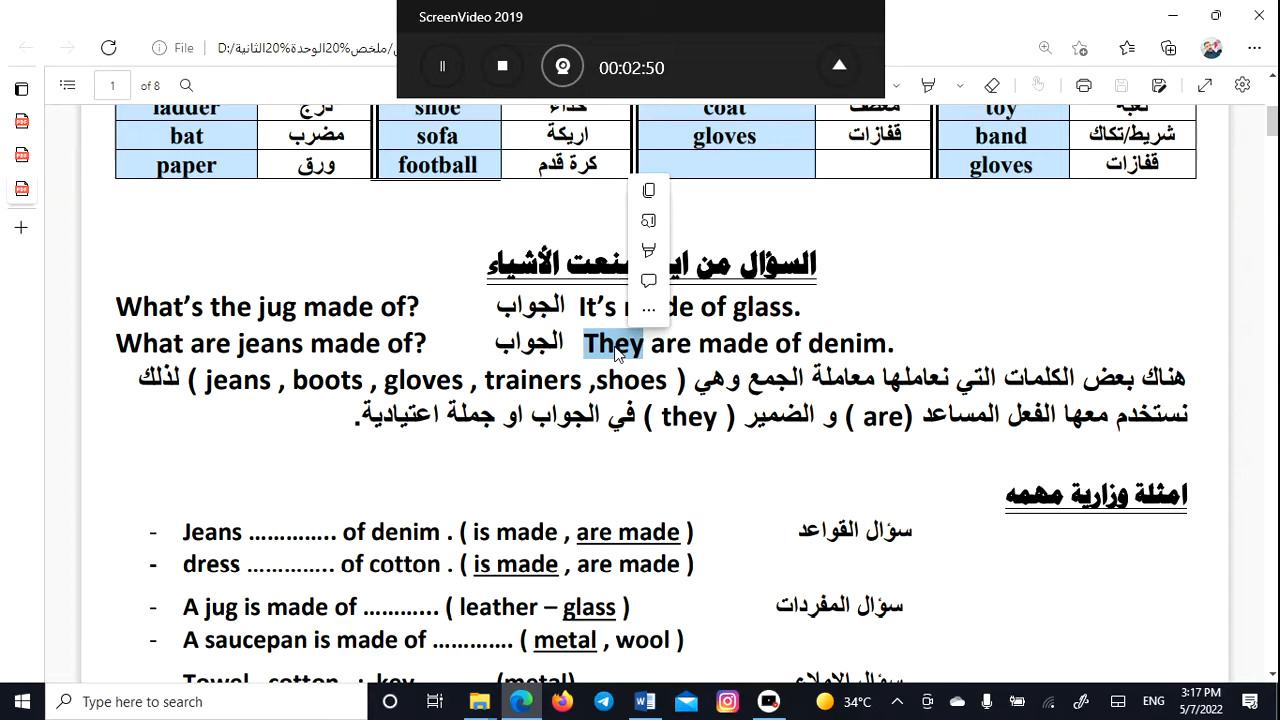 ScreenVideo 2019
00:02:50
File
D:/ملخص%20الوحدة%20الثانية
1 of 8
ladder درج shoe حذاء coat معطف toy لعبة
bat مضرب sofa اريكة gloves قفازات band شريط/تكاك
paper ورق football كرة قدم gloves قفازات
What's the jug made of? الجواب It's made of glass.
What are jeans made of? الجواب They are made of denim.
هناك بعض الكلمات التي نعاملها معاملة الجمع وهي ( jeans , boots , gloves , trainers ,shoes ) لذلك
نستخدم معها الفعل المساعد (are ) و الضمير ( they ) في الجواب او جملة اعتيادية.
امثلة وزارية مهمه
- Jeans ………….. of denim . ( is made , are made ) سؤال القواعد
- dress ………….. of cotton . ( is made , are made )
- A jug is made of ………... ( leather – glass ) سؤال المفردات
- A saucepan is made of …………. ( metal , wool )
Towel cotton : key (metal) سؤال الاملاء
Type here to search
34°C
ENG
3:17 PM
5/7/2022